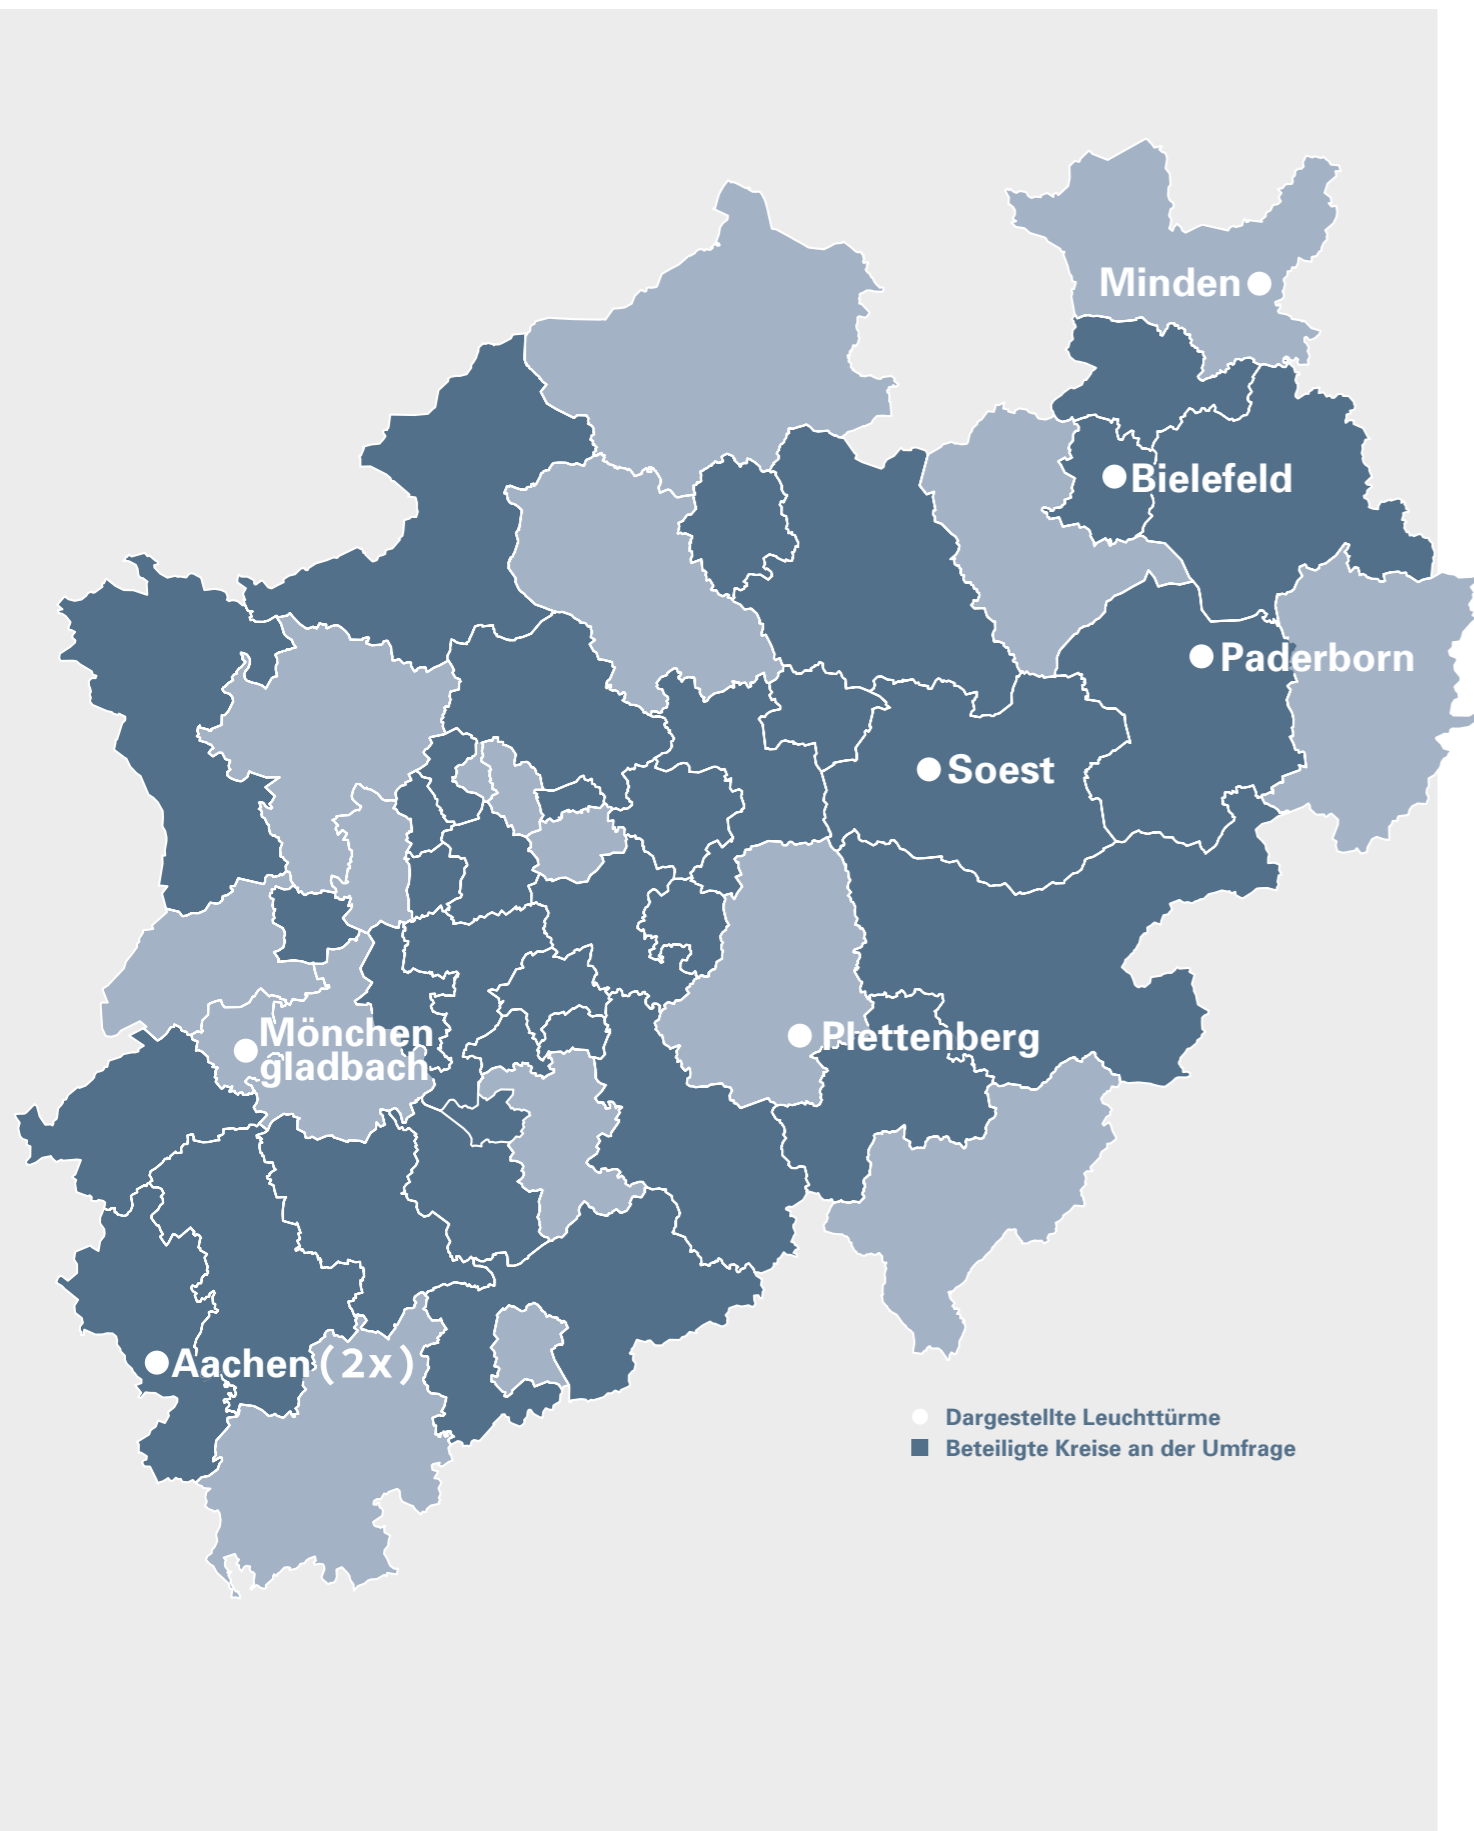 Minden
Bielefeld
Paderborn
Soest
Mönchen
gladbach
Plettenberg
Aachen (2x)
Dargestellte Leuchttürme
Beteiligte Kreise an der Umfrage